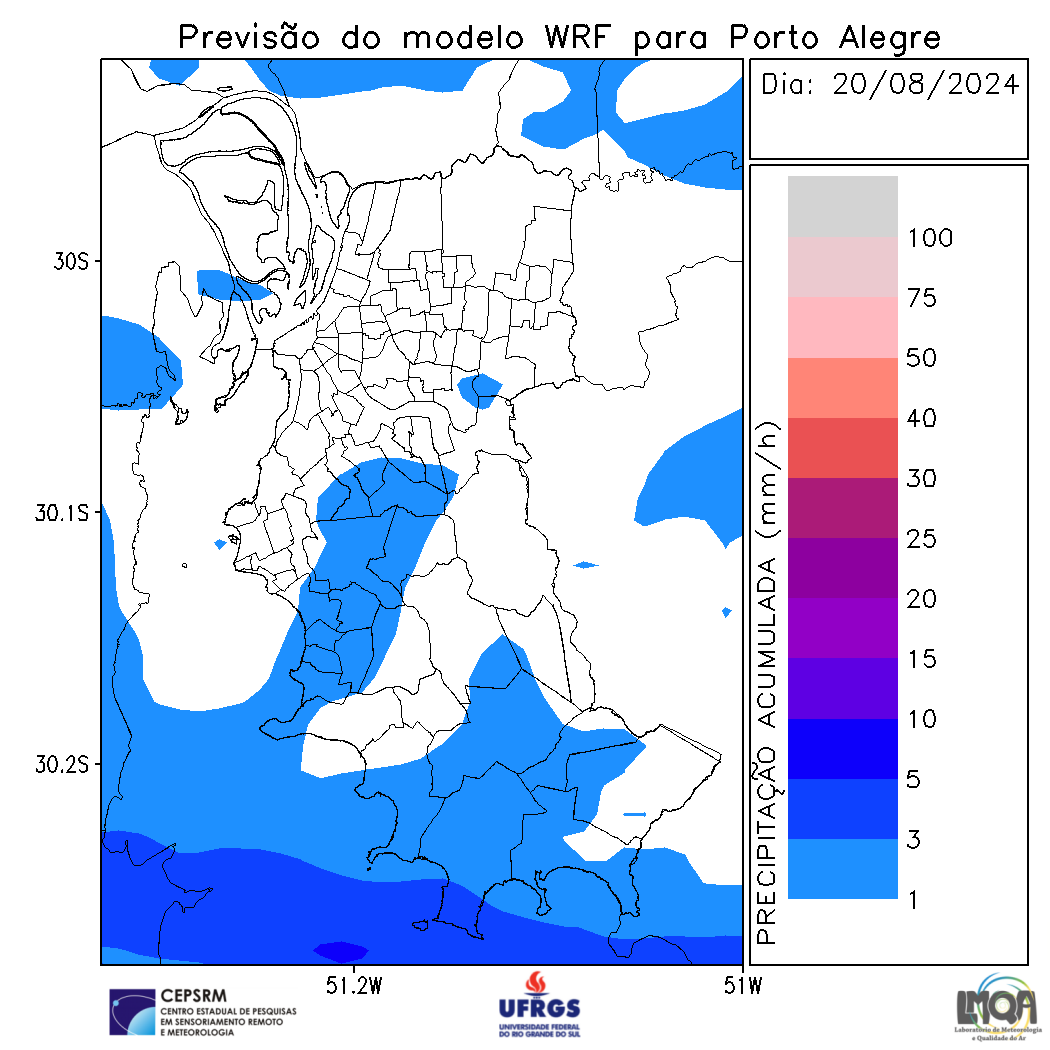 Previsão do modelo WRF para Porto Alegre
Dia: 20/08/2024
30S
30.1S
30.2S
51.2W
51W
PRECIPITAÇÃO ACUMULADA (mm/h)
100
75
50
40
30
25
20
15
10
5
3
1
CEPSRM
CENTRO ESTADUAL DE PESQUISAS
EM SENSORIAMENTO REMOTO
E METEOROLOGIA
UFRGS
UNIVERSIDADE FEDERAL
DO RIO GRANDE DO SUL
LMQA
Laboratório de Meteorologia
e Qualidade do Ar